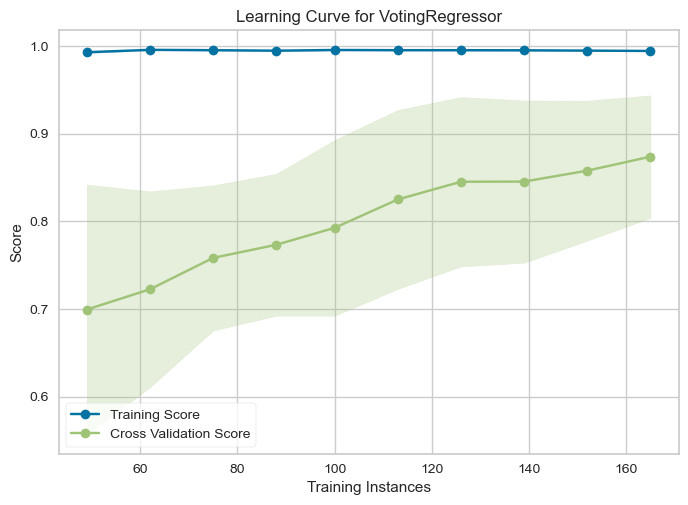 Learning Curve for VotingRegressor
1.0
0.9
0.8
0.7
0.6
Score
Training Score
Cross Validation Score
60 80 100 120 140 160
Training Instances